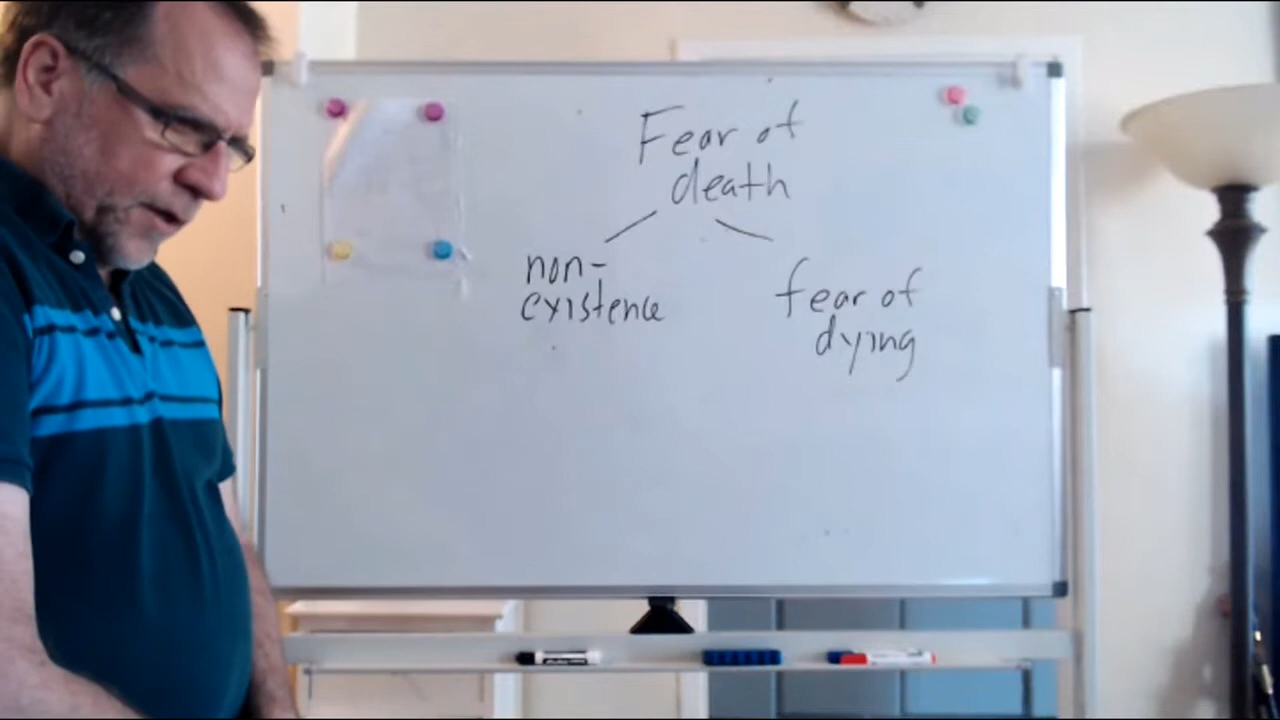 Fear of
death
non-
existence
fear of
dying